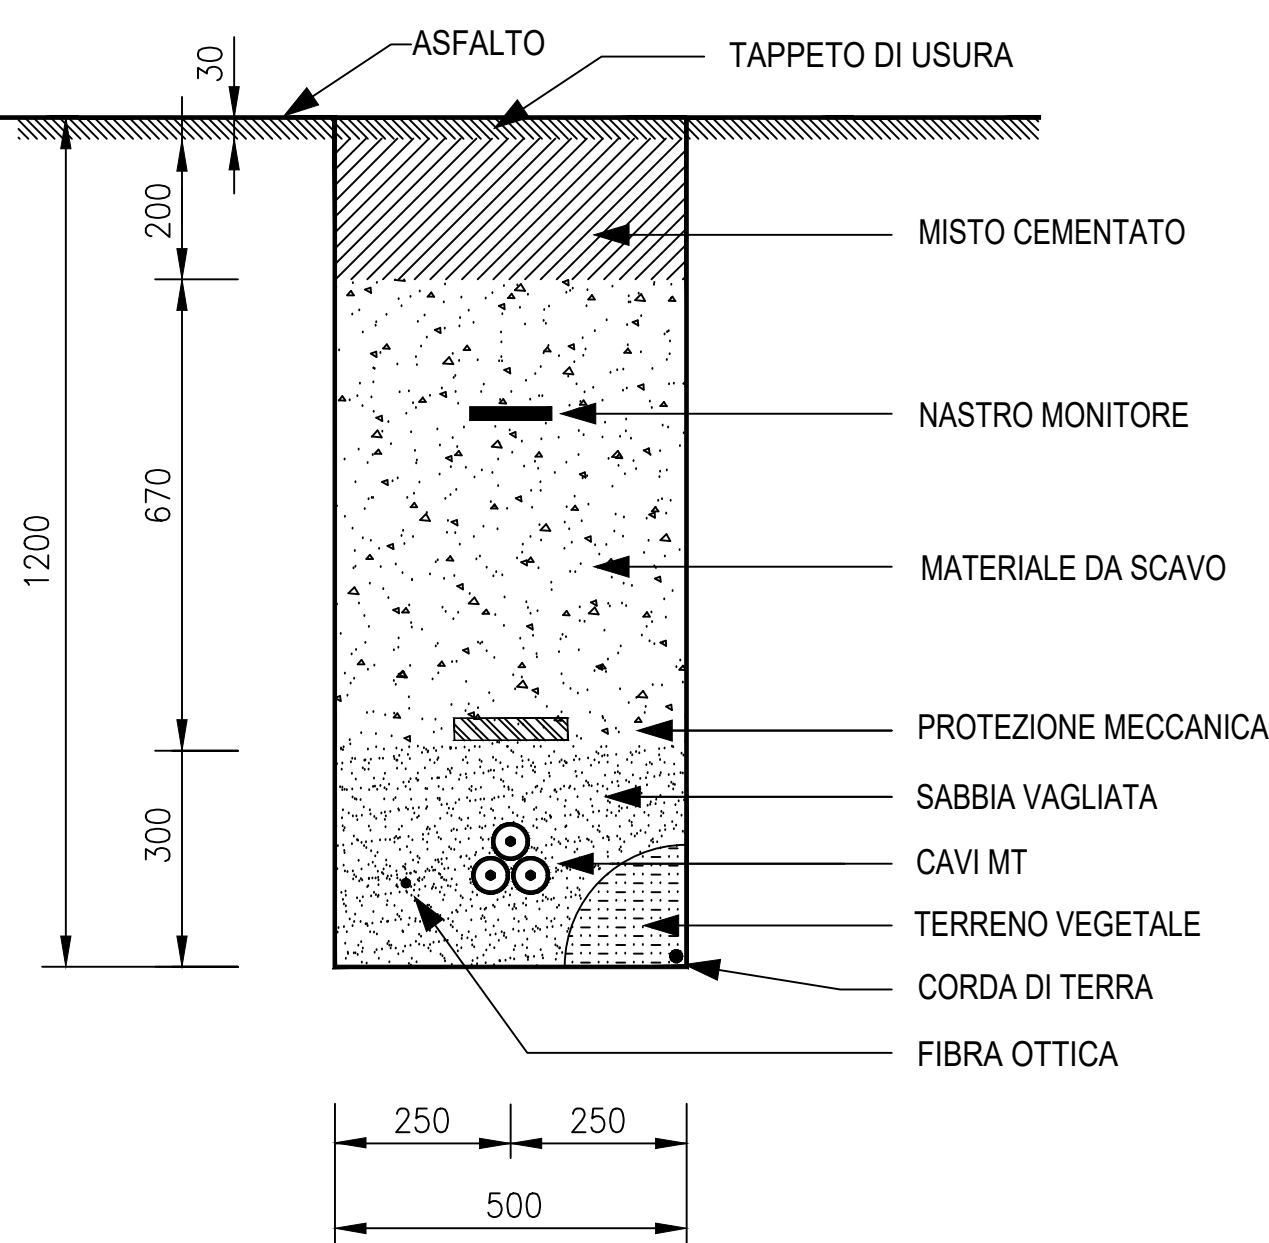 ASFALTO
TAPPETO DI USURA
30
200
MISTO CEMENTATO
NASTRO MONITORE
670
1200
MATERIALE DA SCAVO
PROTEZIONE MECCANICA
SABBIA VAGLIATA
300
CAVI MT
TERRENO VEGETALE
CORDA DI TERRA
FIBRA OTTICA
250 250
500